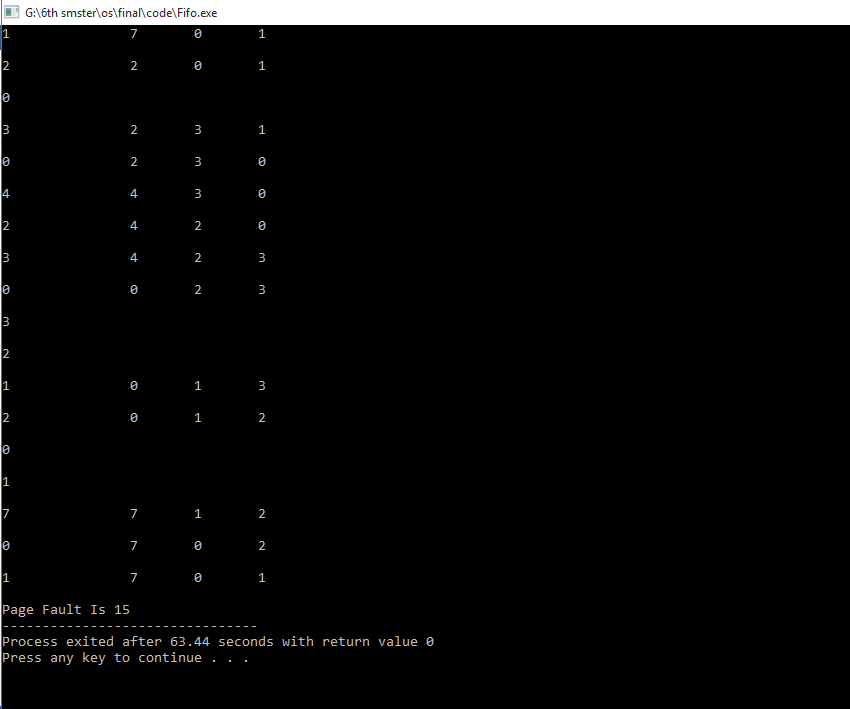 G:\6th smster\os\final\code\Fifo.exe
1 7 0 1
2 2 0 1
0
3 2 3 1
0 2 3 0
4 4 3 0
2 4 2 0
3 4 2 3
0 0 2 3
3
2
1 0 1 3
2 0 1 2
0
1
7 7 1 2
0 7 0 2
1 7 0 1
Page Fault Is 15
--------------------------------
Process exited after 63.44 seconds with return value 0
Press any key to continue . . .